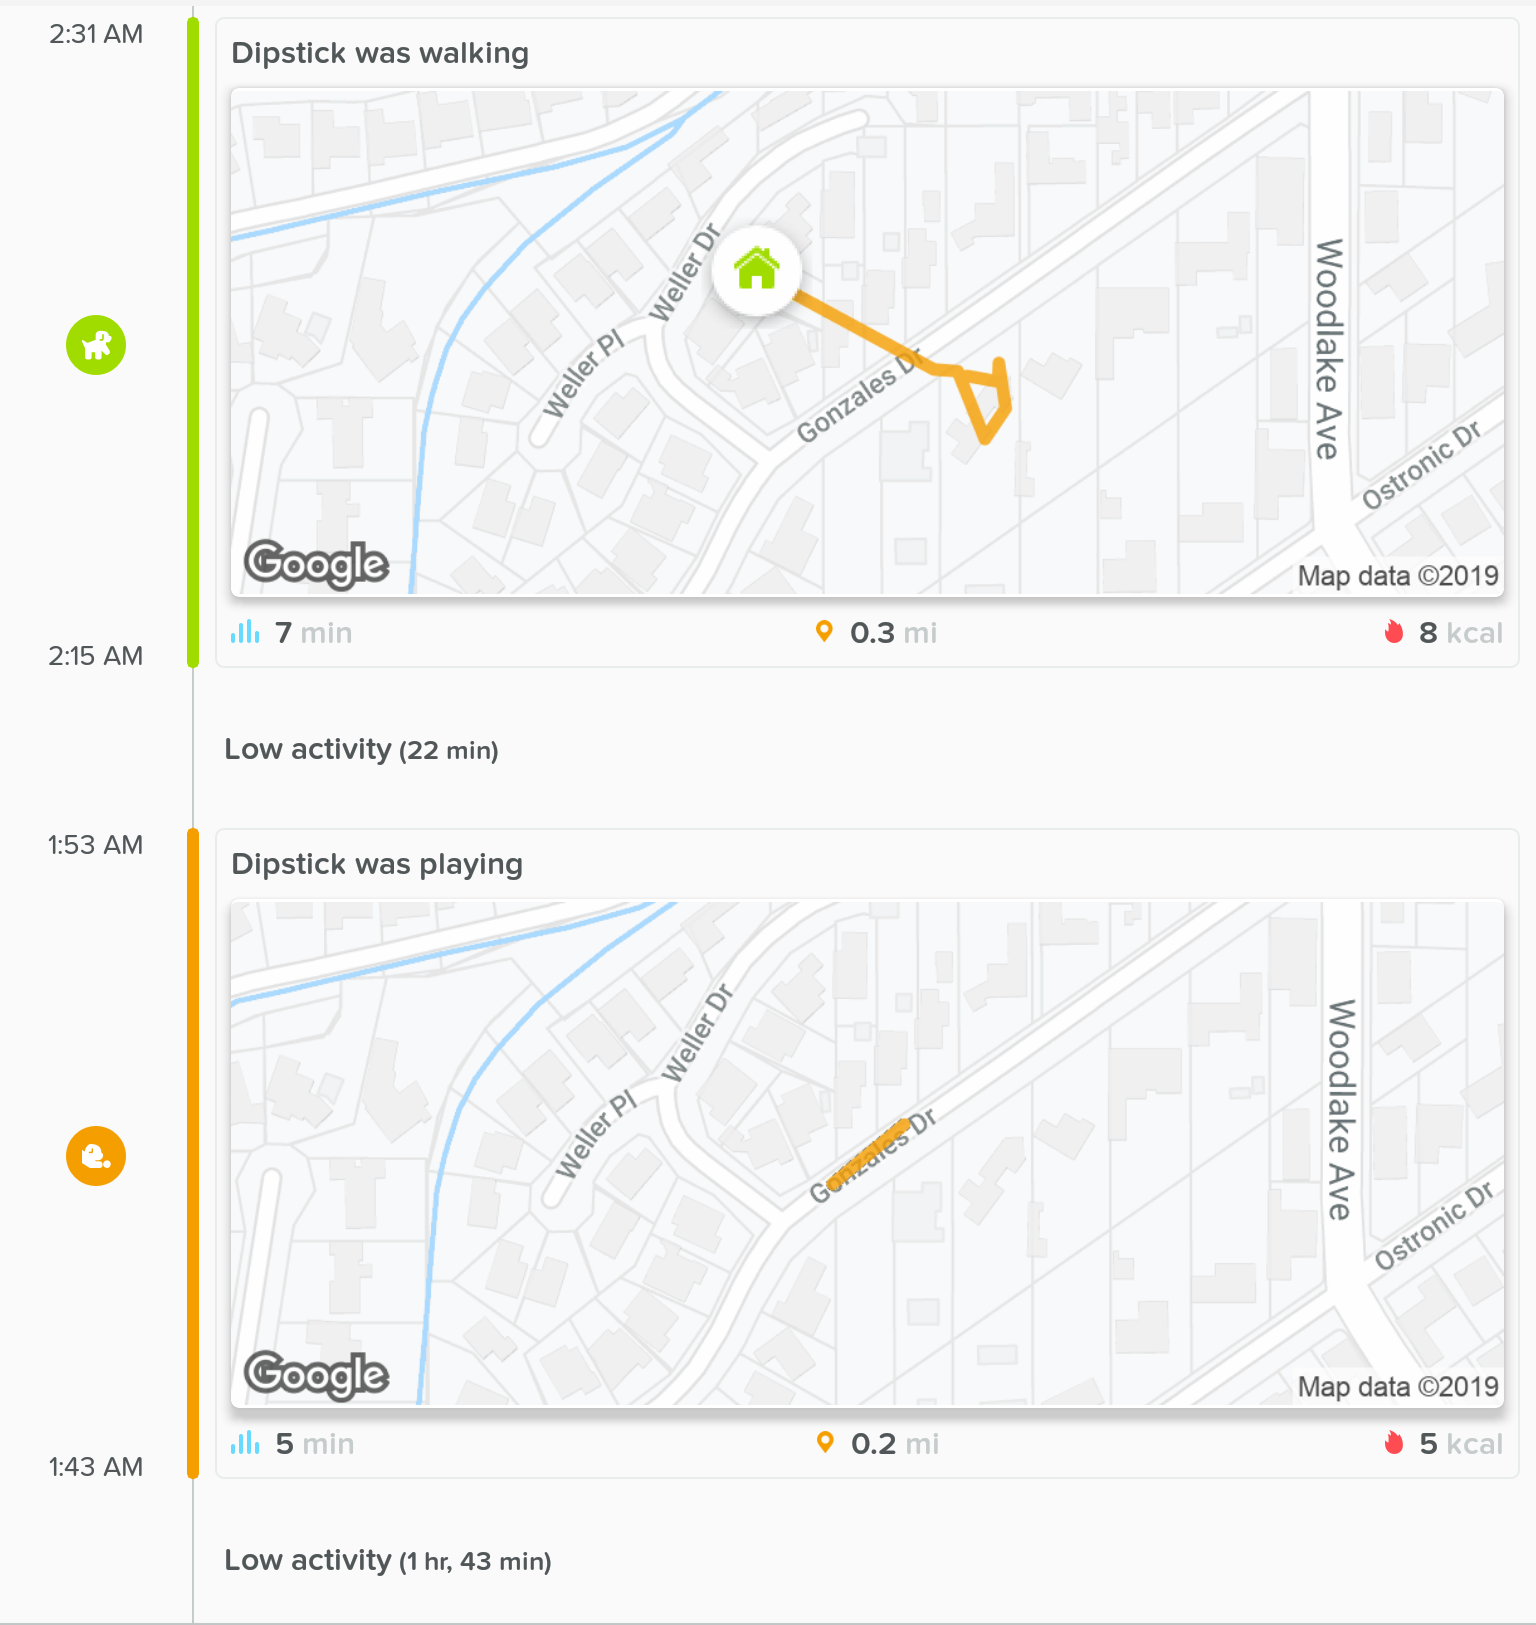 2:31 AM
Dipstick was walking
Weller Dr
Weller Pl
Gonzales Dr
Woodlake Ave
Ostronic Dr
Google
Map data ©2019
7 min
0.3 mi
8 kcal
2:15 AM
Low activity (22 min)
1:53 AM
Dipstick was playing
Weller Dr
Weller Pl
Gonzales Dr
Woodlake Ave
Ostronic Dr
Google
Map data ©2019
5 min
0.2 mi
5 kcal
1:43 AM
Low activity (1 hr, 43 min)